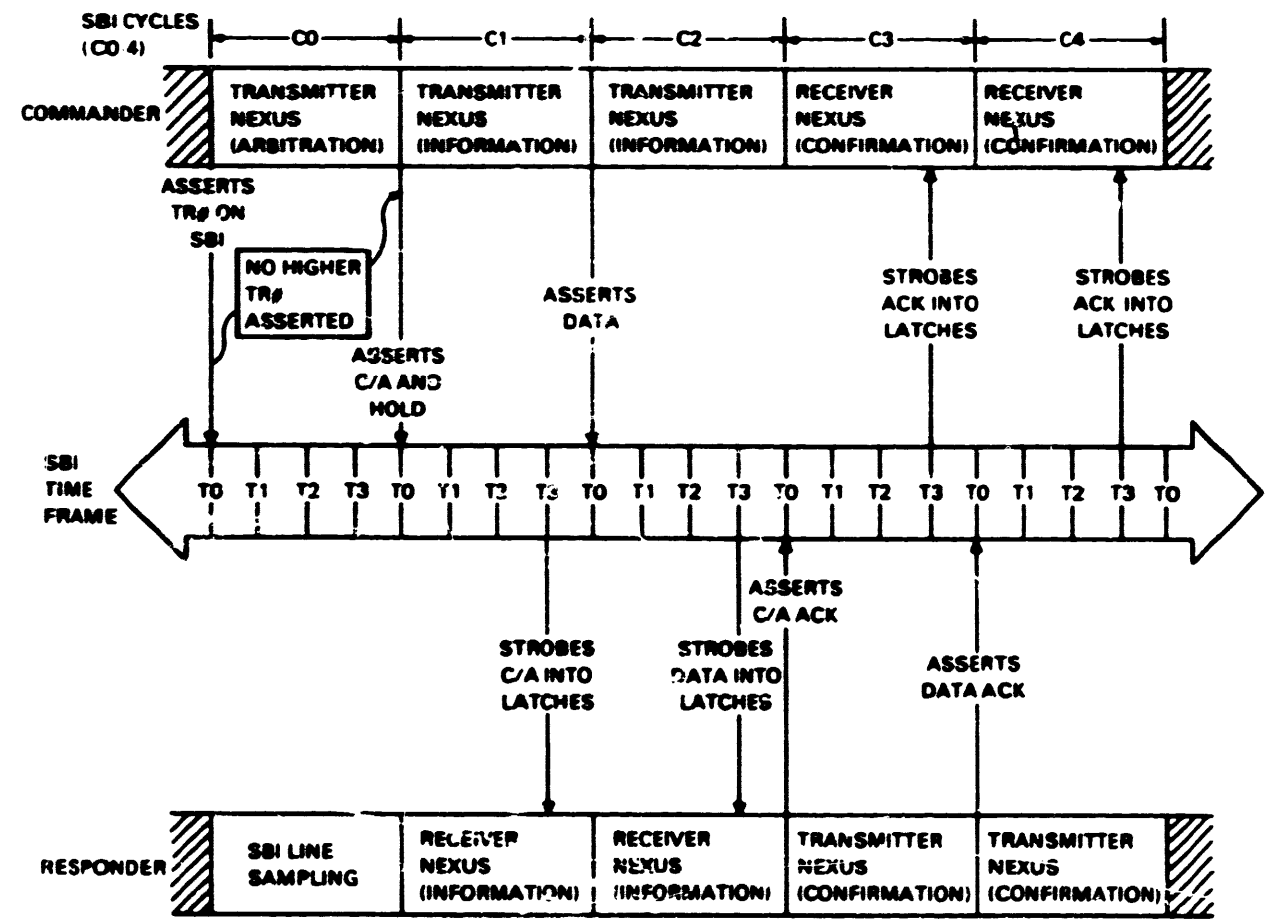 SBI CYCLES
(C0 4)
C0 C1 C2 C3 C4
COMMANDER
TRANSMITTER
NEXUS
(ARBITRATION)
TRANSMITTER
NEXUS
(INFORMATION)
TRANSMITTER
NEXUS
(INFORMATION)
RECEIVER
NEXUS
(CONFIRMATION)
RECEIVER
NEXUS
(CONFIRMATION)
ASSERTS
TR# ON
SBI
NO HIGHER
TR#
ASSERTED
ASSERTS
C/A AND
HOLD
ASSERTS
DATA
STROBES
ACK INTO
LATCHES
STROBES
ACK INTO
LATCHES
SBI
TIME
FRAME
T0 T1 T2 T3 T0 T1 T2 T3 T0 T1 T2 T3 T0 T1 T2 T3 T0 T1 T2 T3 T0
STROBES
C/A INTO
LATCHES
STROBES
DATA INTO
LATCHES
ASSERTS
C/A ACK
ASSERTS
DATA ACK
RESPONDER
SBI LINE
SAMPLING
RECEIVER
NEXUS
(INFORMATION)
RECEIVER
NEXUS
(INFORMATION)
TRANSMITTER
NEXUS
(CONFIRMATION)
TRANSMITTER
NEXUS
(CONFIRMATION)